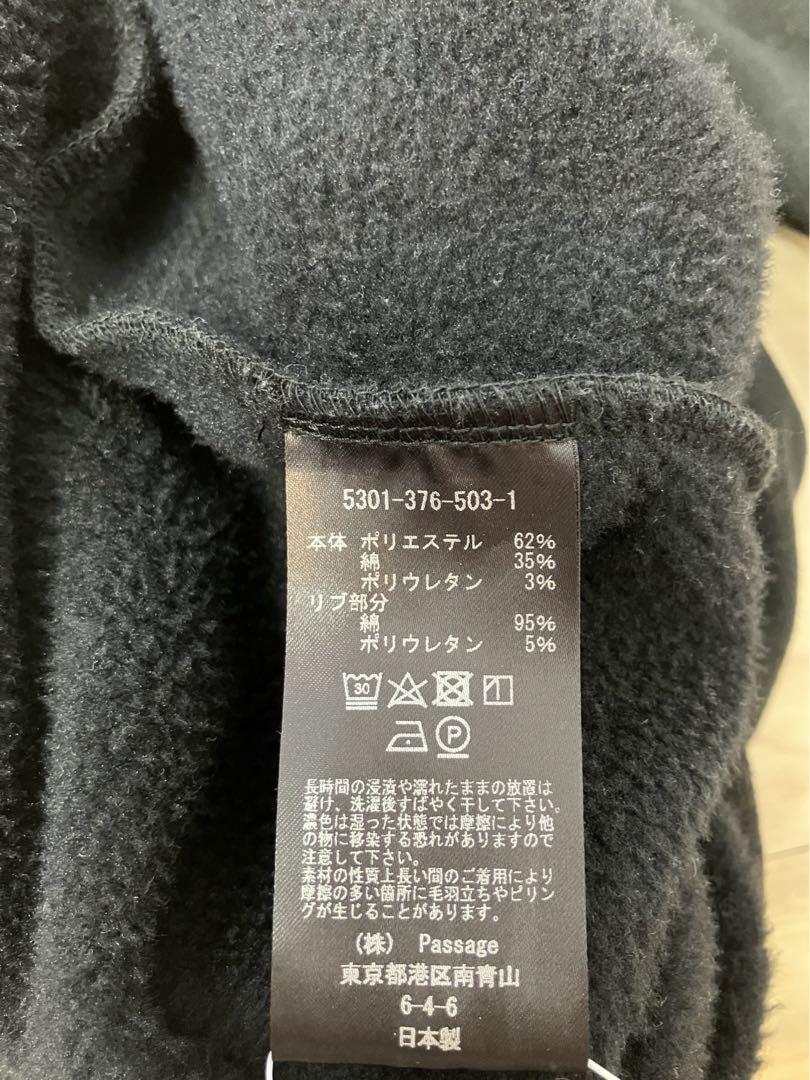 5301-376-503-1
本体 ポリエステル 62%
綿 35%
ポリウレタン 3%
リブ部分
綿 95%
ポリウレタン 5%
30
P
長時間の浸漬や濡れたままの放置は
避け、洗濯後すばやく干して下さい。
濃色は湿った状態では摩擦により他
の物に移染する恐れがありますので
注意して下さい。
素材の性質上長い間のご着用により
摩擦の多い箇所に毛羽立ちやピリン
グが生じることがあります。
(株) Passage
東京都港区南青山
6-4-6
日本製